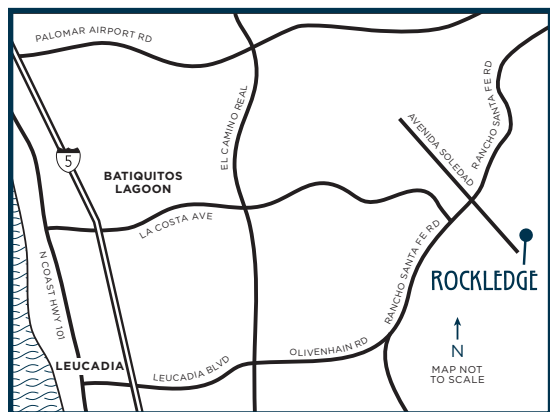 PALOMAR AIRPORT RD
EL CAMINO REAL
RANCHO SANTA FE RD
AVENIDA SOLEDAD
5
BATIQUITOS
LAGOON
LA COSTA AVE
N COAST HWY 101
RANCHO SANTA FE RD
ROCKLEDGE
LEUCADIA
LEUCADIA BLVD
OLIVENHAIN RD
N
MAP NOT
TO SCALE